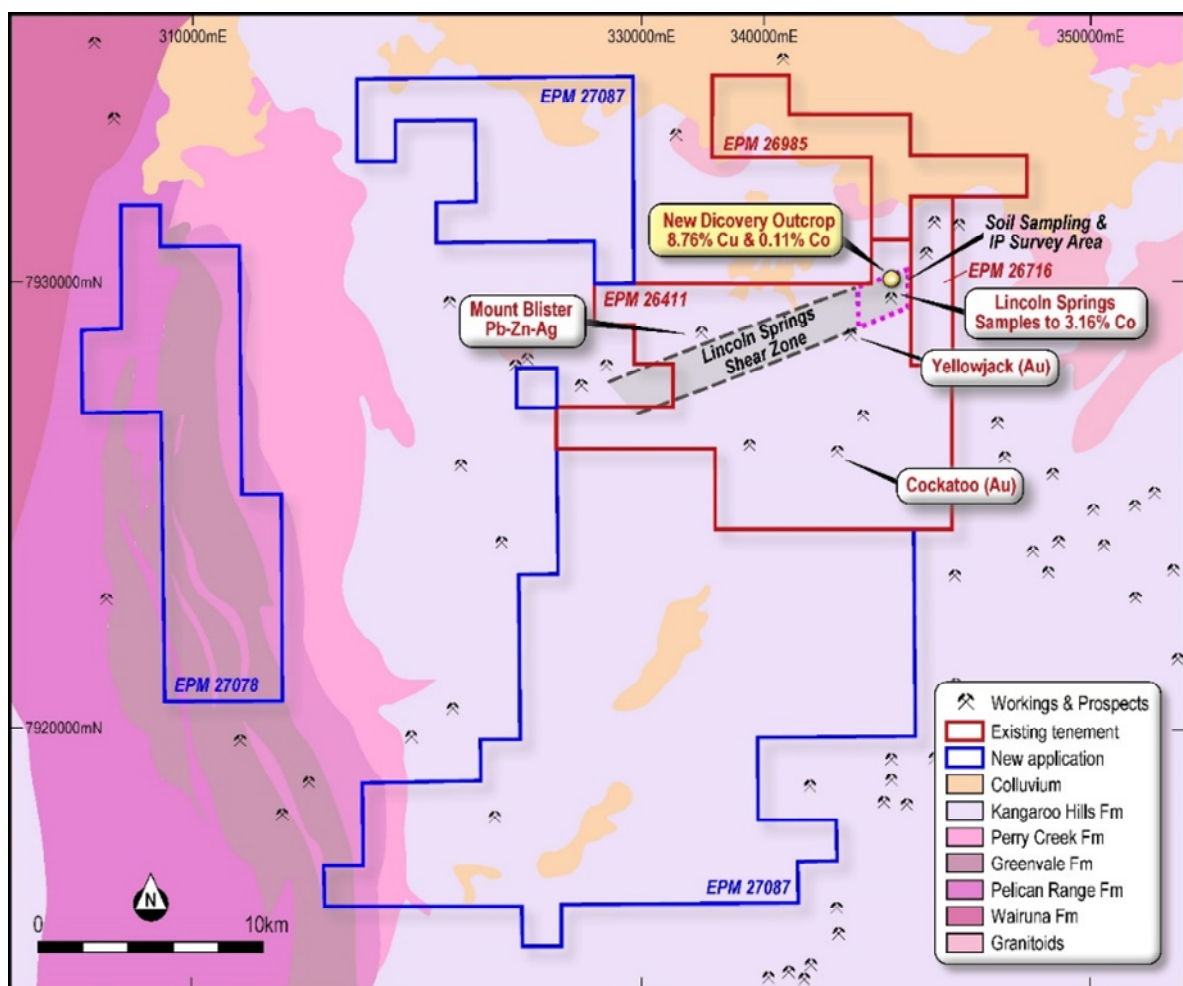 310000mE
330000mE
340000mE
350000mE
EPM 27087
EPM 26985
New Dicovery Outcrop
8.76% Cu & 0.11% Co
Soil Sampling &
IP Survey Area
EPM 26716
7930000mN
EPM 26411
Mount Blister
Pb-Zn-Ag
Lincoln Springs
Shear Zone
Lincoln Springs
Samples to 3.16% Co
Yellowjack (Au)
Cockatoo (Au)
EPM 27078
7920000mN
EPM 27087
N
0
10km
Workings & Prospects
Existing tenement
New application
Colluvium
Kangaroo Hills Fm
Perry Creek Fm
Greenvale Fm
Pelican Range Fm
Wairuna Fm
Granitoids